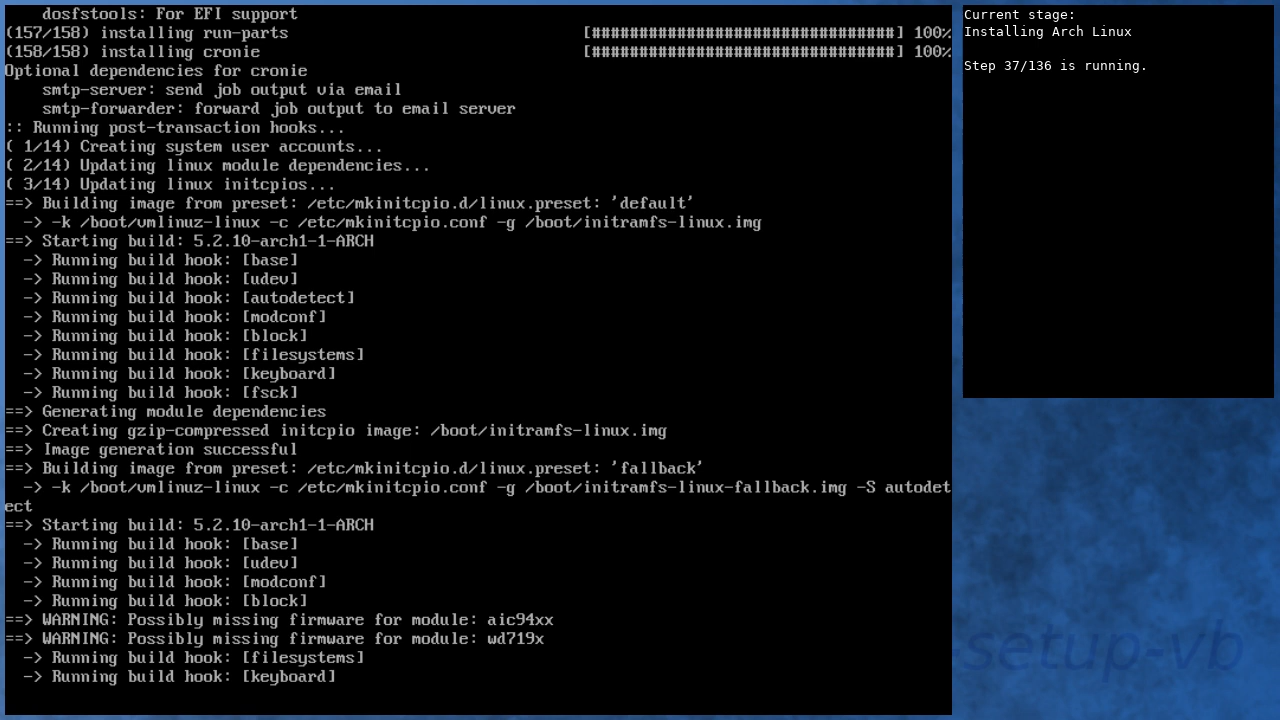 dosfstools: For EFI support
(157/158) installing run-parts                               [################################] 100%
(158/158) installing cronie                                  [################################] 100%
Optional dependencies for cronie
    smtp-server: send job output via email
    smtp-forwarder: forward job output to email server
:: Running post-transaction hooks...
( 1/14) Creating system user accounts...
( 2/14) Updating linux module dependencies...
( 3/14) Updating linux initcpios...
==> Building image from preset: /etc/mkinitcpio.d/linux.preset: 'default'
  -> -k /boot/vmlinuz-linux -c /etc/mkinitcpio.conf -g /boot/initramfs-linux.img
==> Starting build: 5.2.10-arch1-1-ARCH
  -> Running build hook: [base]
  -> Running build hook: [udev]
  -> Running build hook: [autodetect]
  -> Running build hook: [modconf]
  -> Running build hook: [block]
  -> Running build hook: [filesystems]
  -> Running build hook: [keyboard]
  -> Running build hook: [fsck]
==> Generating module dependencies
==> Creating gzip-compressed initcpio image: /boot/initramfs-linux.img
==> Image generation successful
==> Building image from preset: /etc/mkinitcpio.d/linux.preset: 'fallback'
  -> -k /boot/vmlinuz-linux -c /etc/mkinitcpio.conf -g /boot/initramfs-linux-fallback.img -S autodet
ect
==> Starting build: 5.2.10-arch1-1-ARCH
  -> Running build hook: [base]
  -> Running build hook: [udev]
  -> Running build hook: [modconf]
  -> Running build hook: [block]
==> WARNING: Possibly missing firmware for module: aic94xx
==> WARNING: Possibly missing firmware for module: wd719x
  -> Running build hook: [filesystems]
  -> Running build hook: [keyboard]
Current stage:
Installing Arch Linux
Step 37/136 is running.
-setup-vb